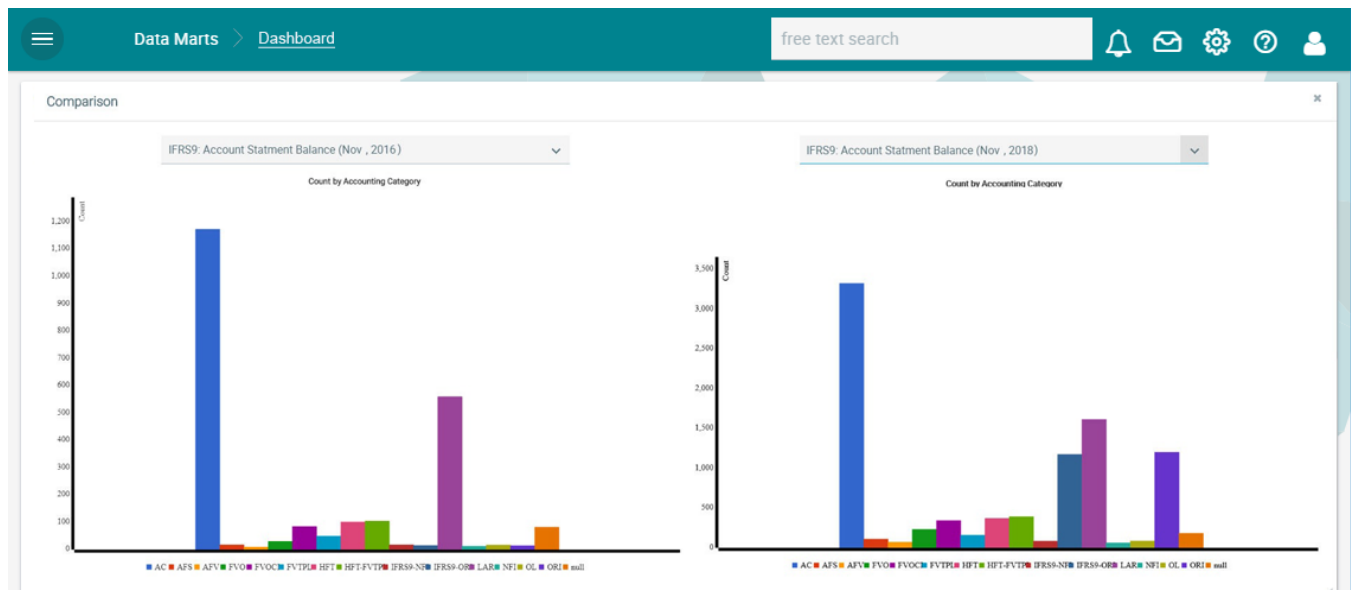 Data Marts > Dashboard
free text search
Comparison
IFRS9: Account Statment Balance (Nov , 2016)
Count by Accounting Category
Count
1,200
1,100
1,000
900
800
700
600
500
400
300
200
100
0
AC AFS AFV FVO FVOCI FVTPL HFT HFT-FVTPL IFRS9-NFI IFRS9-ORI LAR NFI OL ORI null
IFRS9: Account Statment Balance (Nov , 2018)
Count by Accounting Category
Count
3,500
3,000
2,500
2,000
1,500
1,000
500
0
AC AFS AFV FVO FVOCI FVTPL HFT HFT-FVTPL IFRS9-NFI IFRS9-ORI LAR NFI OL ORI null